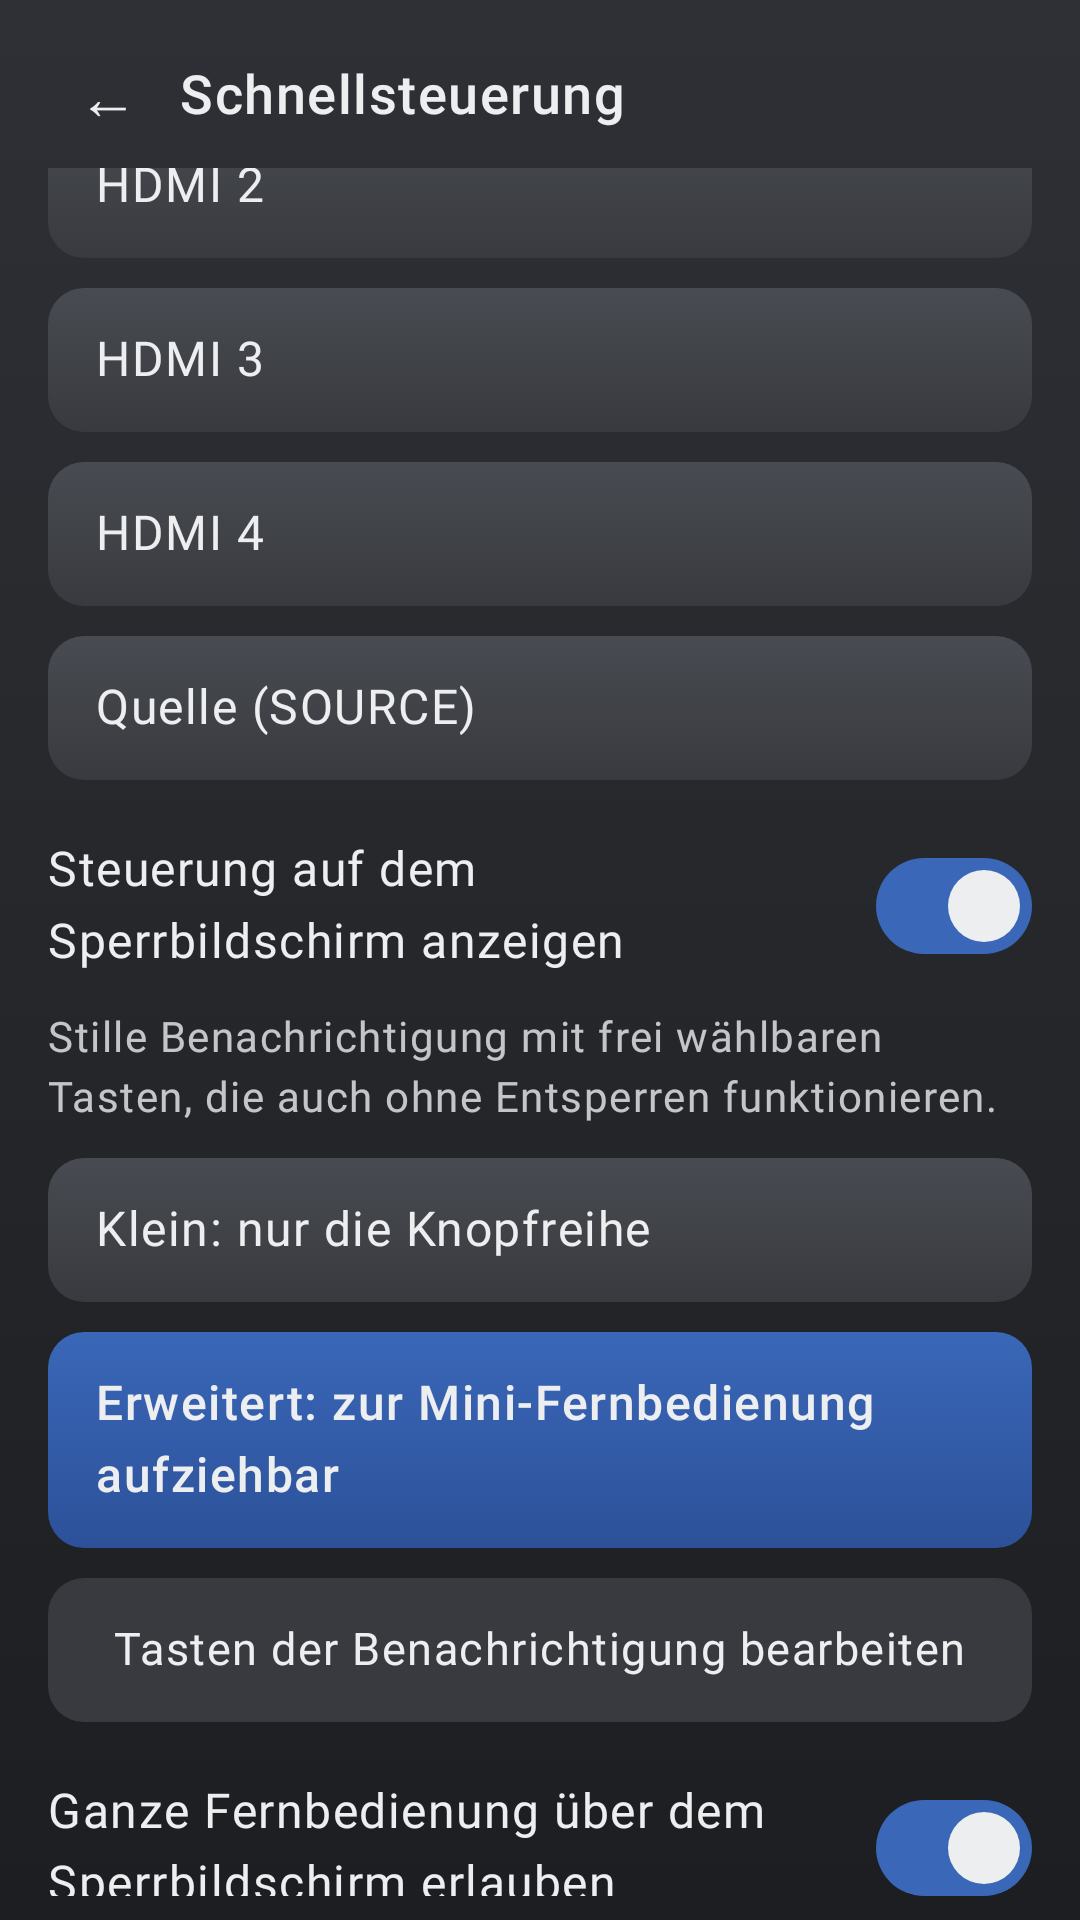 ← Schnellsteuerung
HDMI 2
HDMI 3
HDMI 4
Quelle (SOURCE)
Steuerung auf dem
Sperrbildschirm anzeigen
Stille Benachrichtigung mit frei wählbaren
Tasten, die auch ohne Entsperren funktionieren.
Klein: nur die Knopfreihe
Erweitert: zur Mini-Fernbedienung
aufziehbar
Tasten der Benachrichtigung bearbeiten
Ganze Fernbedienung über dem
Sperrbildschirm erlauben